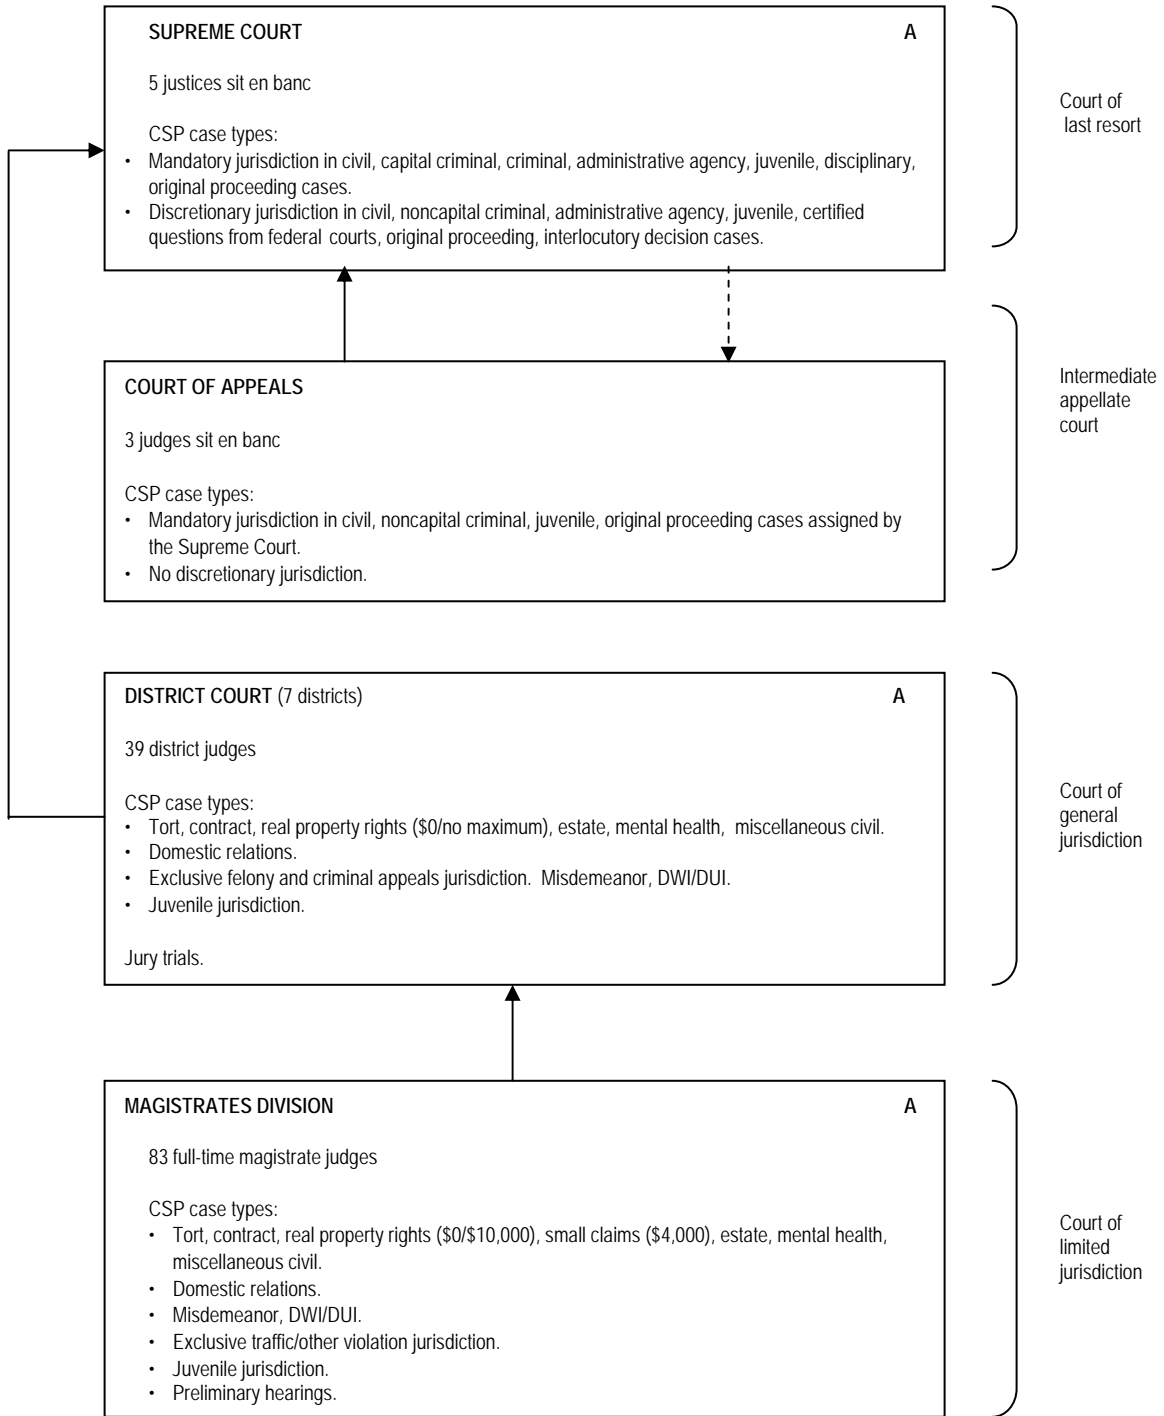 SUPREME COURT A
5 justices sit en banc
CSP case types:
• Mandatory jurisdiction in civil, capital criminal, criminal, administrative agency, juvenile, disciplinary,
original proceeding cases.
• Discretionary jurisdiction in civil, noncapital criminal, administrative agency, juvenile, certified
questions from federal courts, original proceeding, interlocutory decision cases.
Court of
last resort
COURT OF APPEALS
3 judges sit en banc
CSP case types:
• Mandatory jurisdiction in civil, noncapital criminal, juvenile, original proceeding cases assigned by
the Supreme Court.
• No discretionary jurisdiction.
Intermediate
appellate
court
DISTRICT COURT (7 districts) A
39 district judges
CSP case types:
• Tort, contract, real property rights ($0/no maximum), estate, mental health, miscellaneous civil.
• Domestic relations.
• Exclusive felony and criminal appeals jurisdiction. Misdemeanor, DWI/DUI.
• Juvenile jurisdiction.
Jury trials.
Court of
general
jurisdiction
MAGISTRATES DIVISION A
83 full-time magistrate judges
CSP case types:
• Tort, contract, real property rights ($0/$10,000), small claims ($4,000), estate, mental health,
miscellaneous civil.
• Domestic relations.
• Misdemeanor, DWI/DUI.
• Exclusive traffic/other violation jurisdiction.
• Juvenile jurisdiction.
• Preliminary hearings.
Court of
limited
jurisdiction